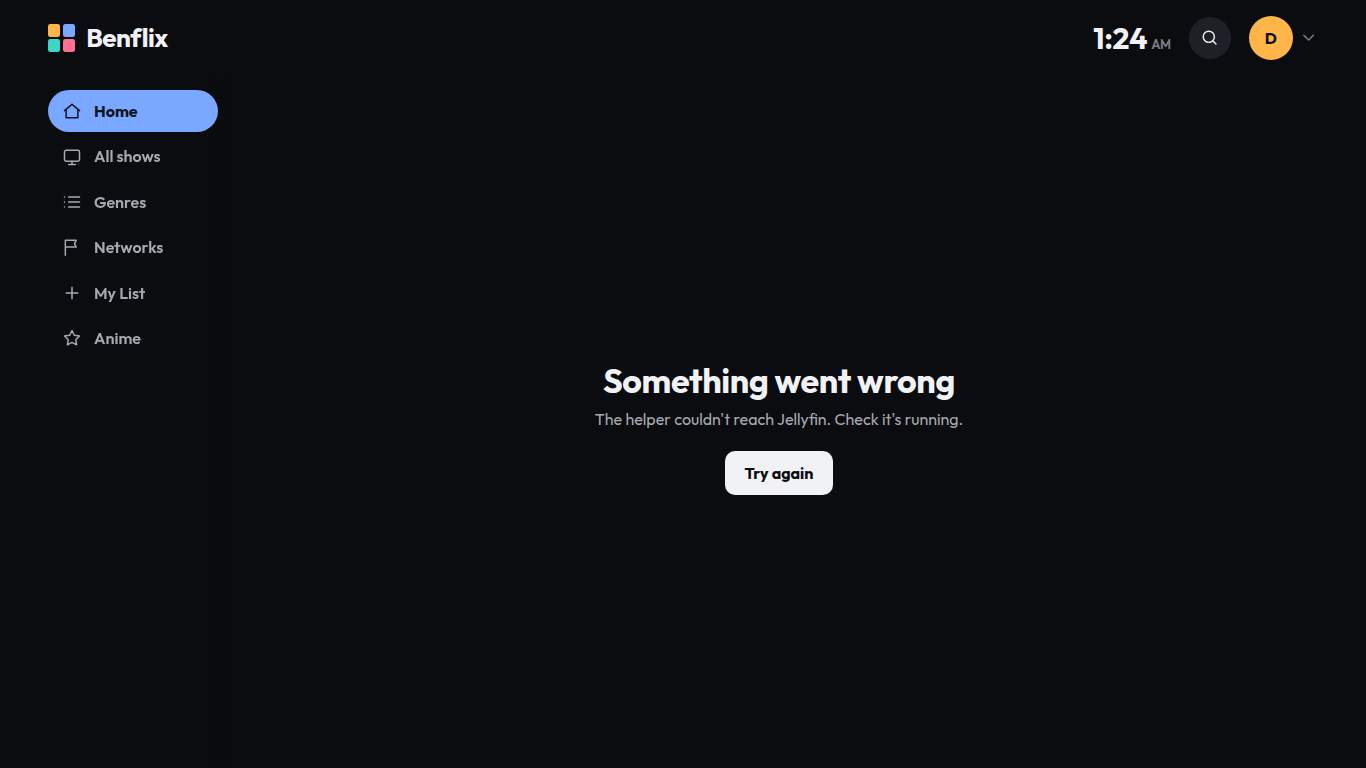 Benflix
1:24 AM
D
Home
All shows
Genres
Networks
My List
Anime
Something went wrong
The helper couldn't reach Jellyfin. Check it's running.
Try again